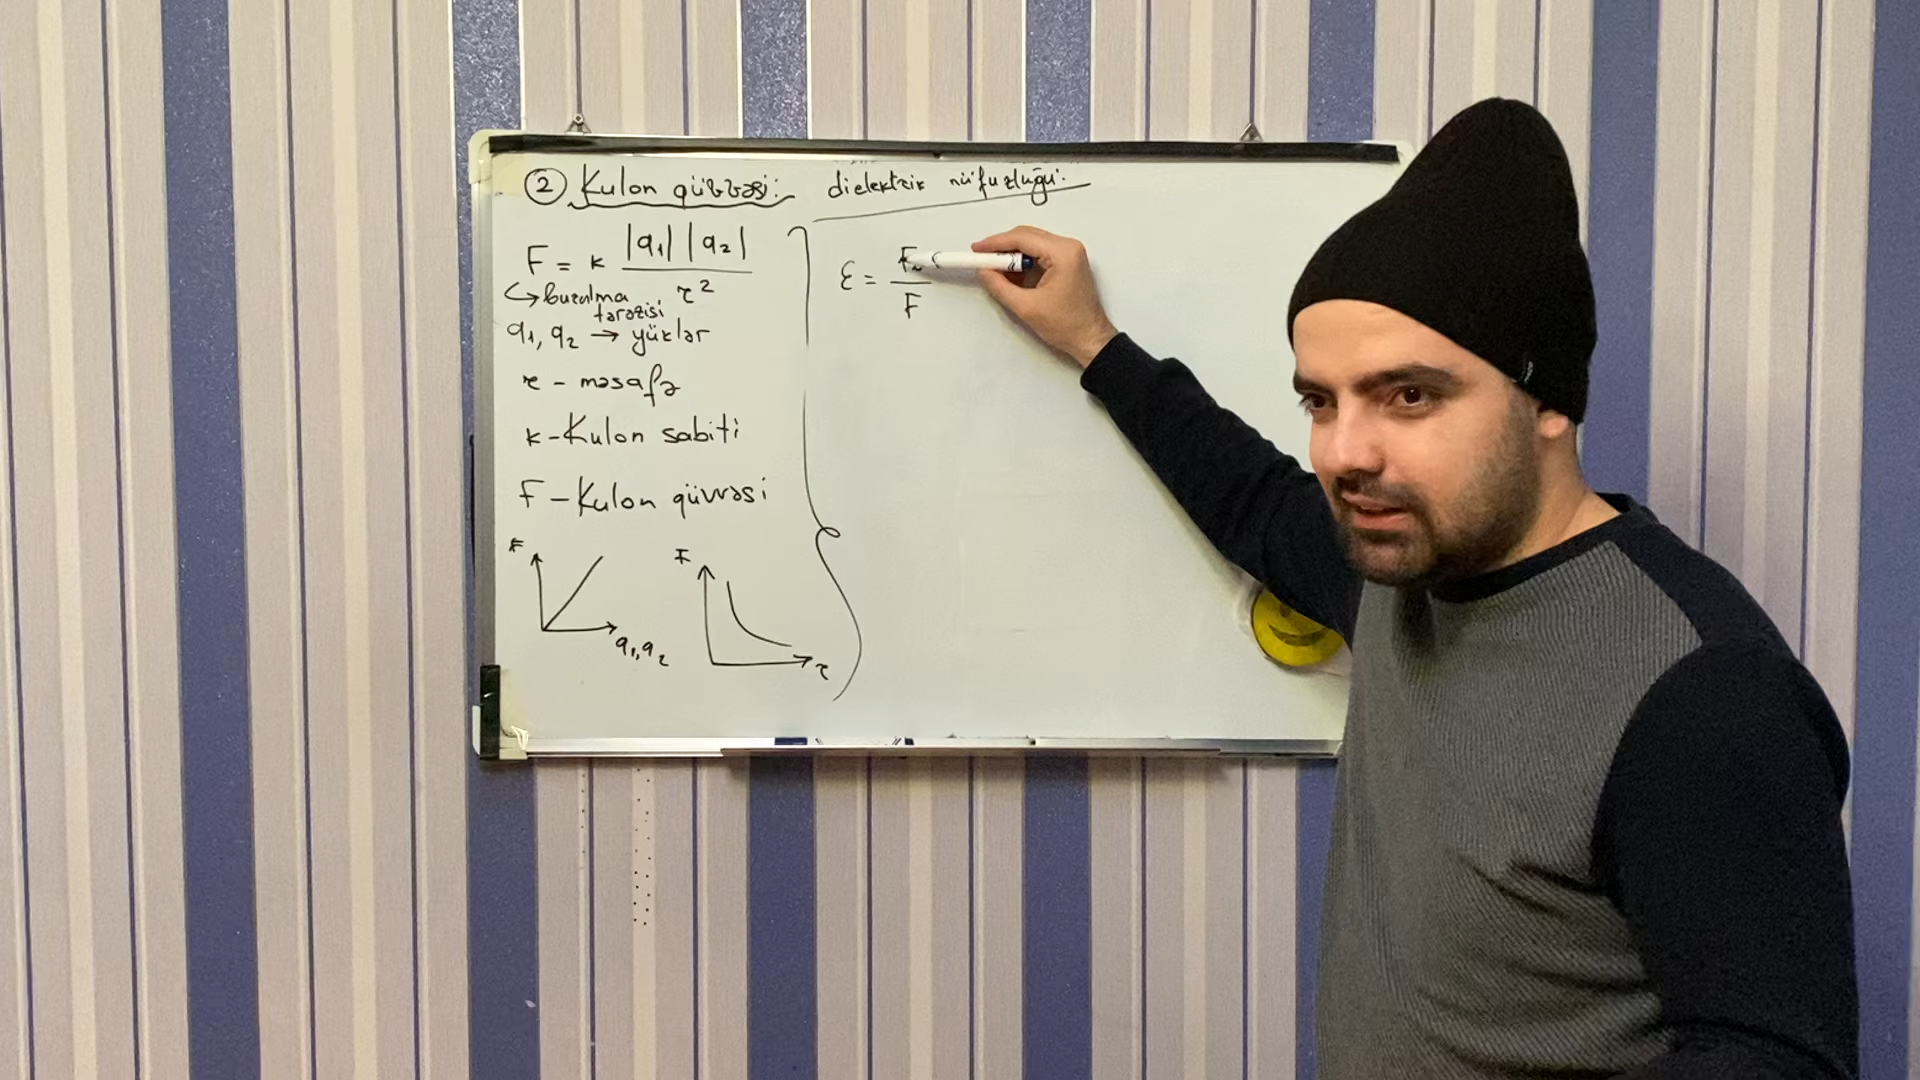 ② Kulon qüvvəsi:
F = k |q₁| |q₂| / r²
↪ burulma tərəzisi
q₁, q₂ → yüklər
r - məsafə
k - Kulon sabiti
F - Kulon qüvvəsi
F
q₁, q₂
F
r
dielektrik nüfuzluğu: